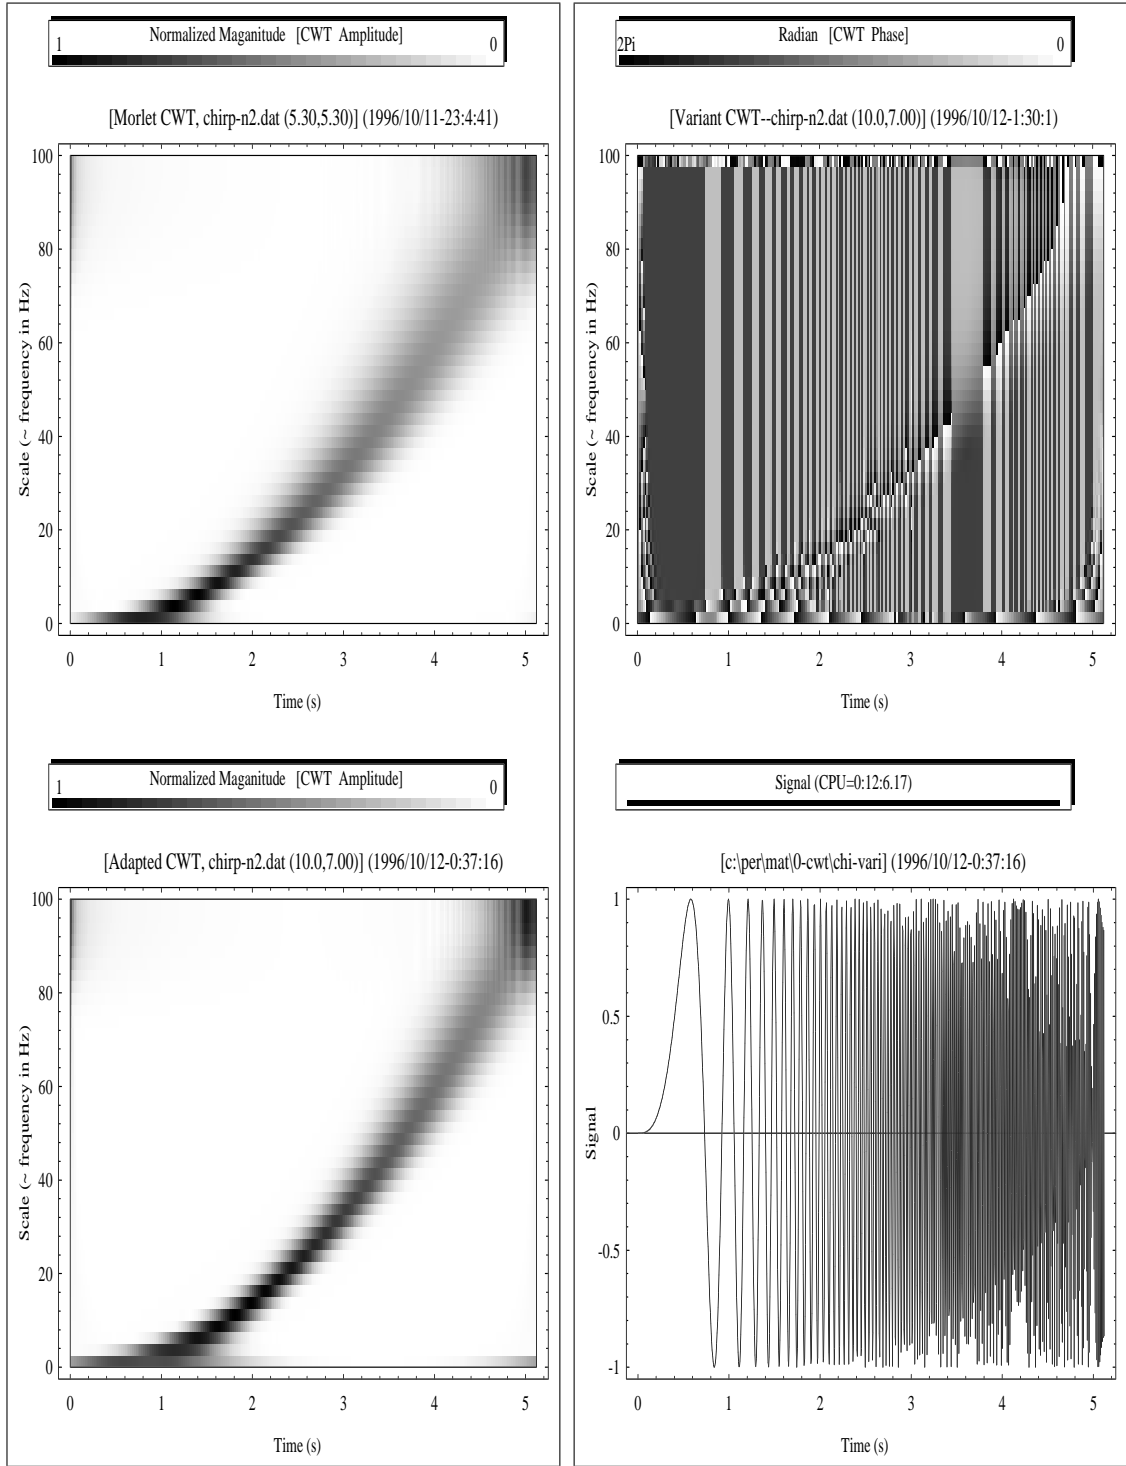 Normalized Maganitude [CWT Amplitude]
1 0
[Morlet CWT, chirp-n2.dat (5.30,5.30)] (1996/10/11-23:4:41)
100
80
60
40
20
0
Scale (~ frequency in Hz)
0 1 2 3 4 5
Time (s)
Radian [CWT Phase]
2Pi 0
[Variant CWT--chirp-n2.dat (10.0,7.00)] (1996/10/12-1:30:1)
100
80
60
40
20
0
Scale (~ frequency in Hz)
0 1 2 3 4 5
Time (s)
Normalized Maganitude [CWT Amplitude]
1 0
[Adapted CWT, chirp-n2.dat (10.0,7.00)] (1996/10/12-0:37:16)
100
80
60
40
20
0
Scale (~ frequency in Hz)
0 1 2 3 4 5
Time (s)
Signal (CPU=0:12:6.17)
[c:\per\mat\0-cwt\chi-vari] (1996/10/12-0:37:16)
1
0.5
0
-0.5
-1
Signal
0 1 2 3 4 5
Time (s)